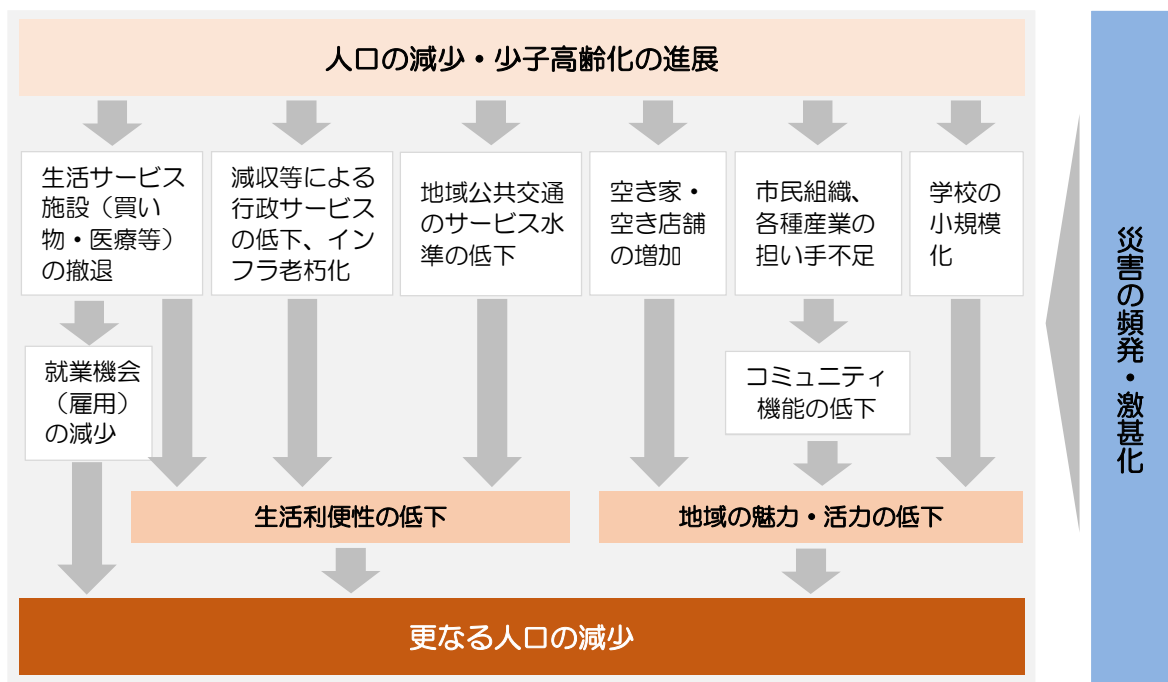 人口の減少・少子高齢化の進展
生活サービス
施設（買い
物・医療等）
の撤退
減収等による
行政サービス
の低下、イン
フラ老朽化
地域公共交通
のサービス水
準の低下
空き家・
空き店舗
の増加
市民組織、
各種産業の
担い手不足
学校の
小規模
化
就業機会
（雇用）
の減少
コミュニティ
機能の低下
生活利便性の低下
地域の魅力・活力の低下
更なる人口の減少
災害の頻発・激甚化